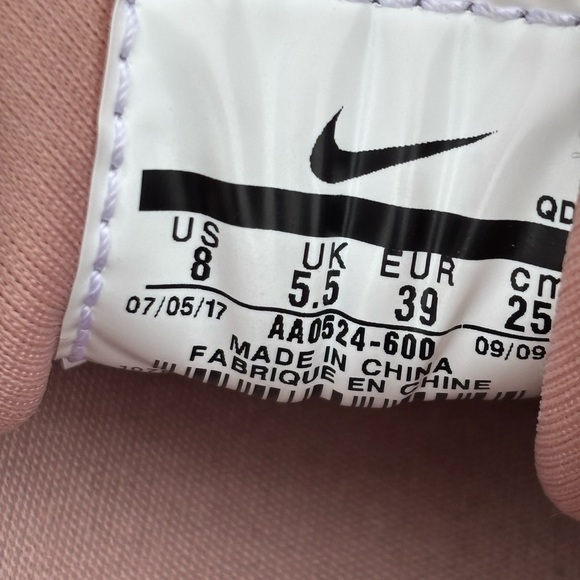 QD
US UK EUR cm
8 5.5 39 25
07/05/17 AA0524-600 09/09
MADE IN CHINA
FABRIQUE EN CHINE